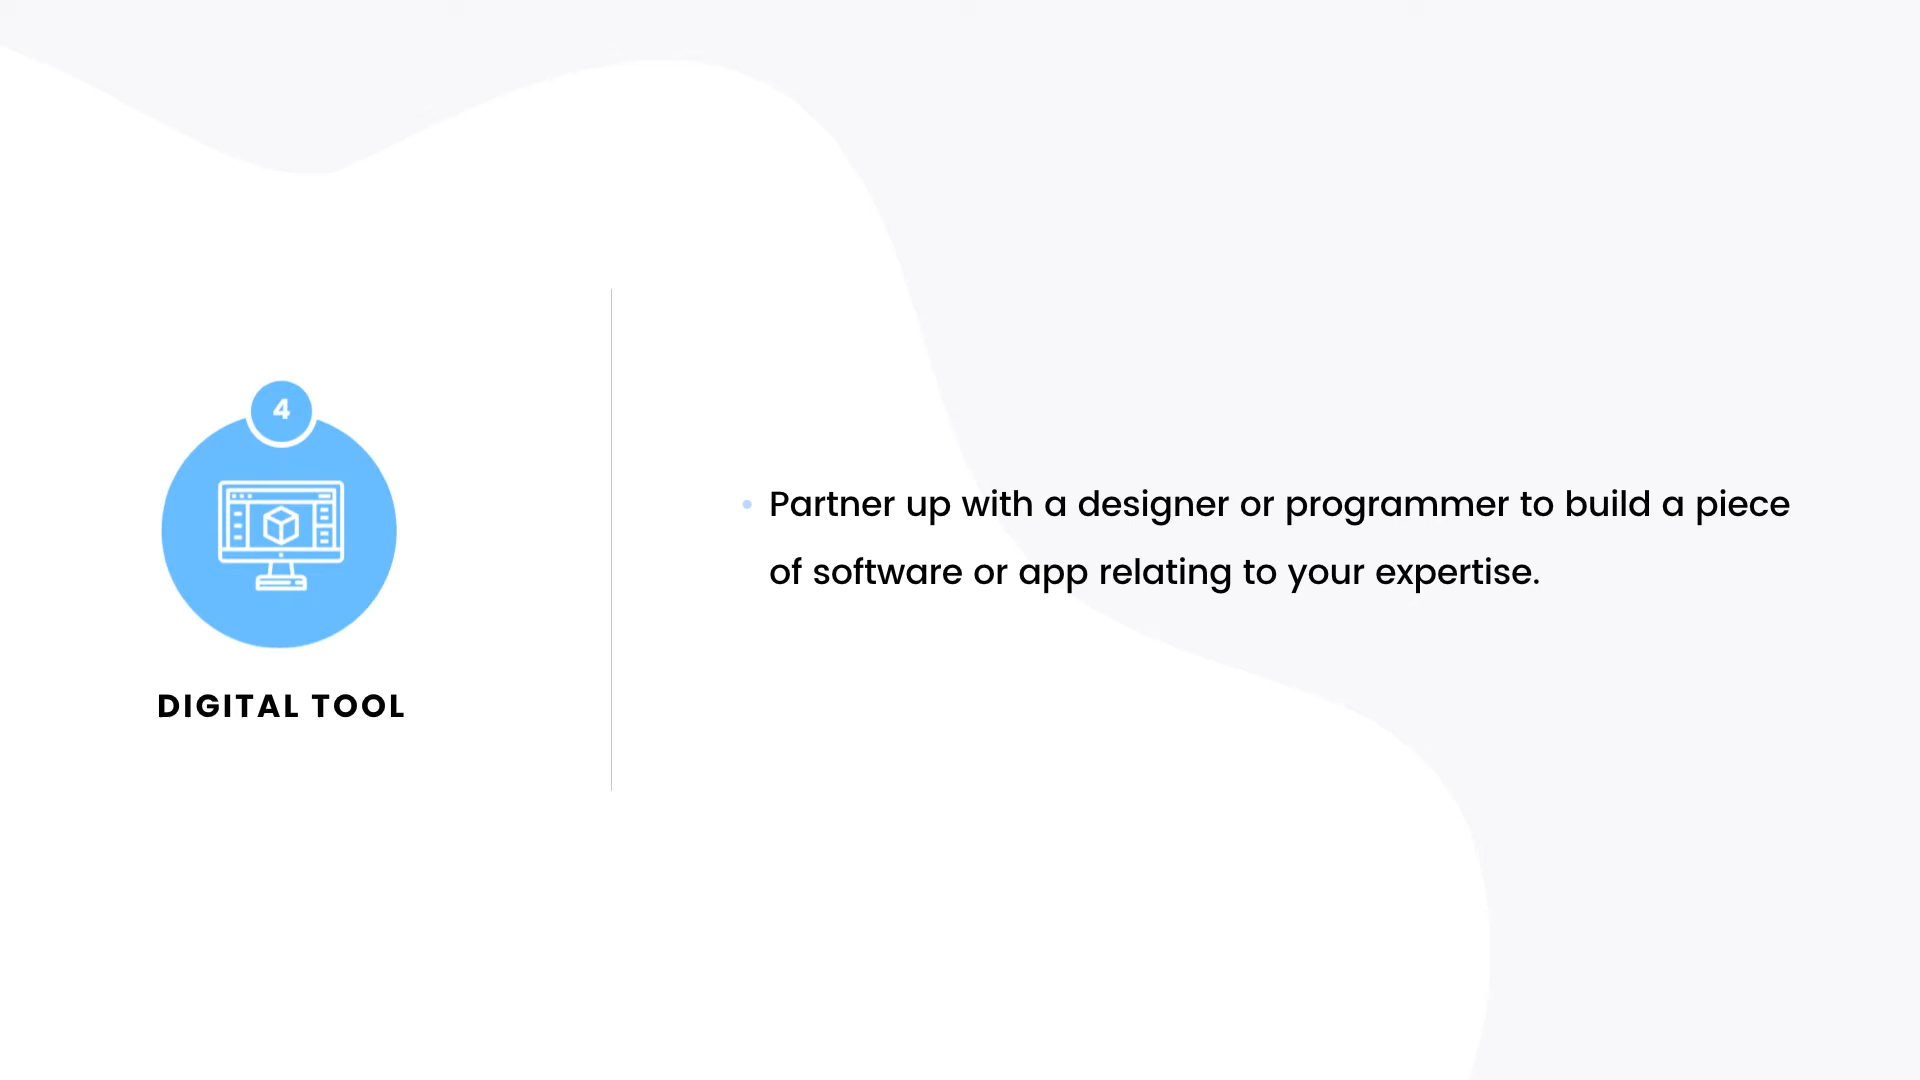 4
DIGITAL TOOL
• Partner up with a designer or programmer to build a piece
of software or app relating to your expertise.